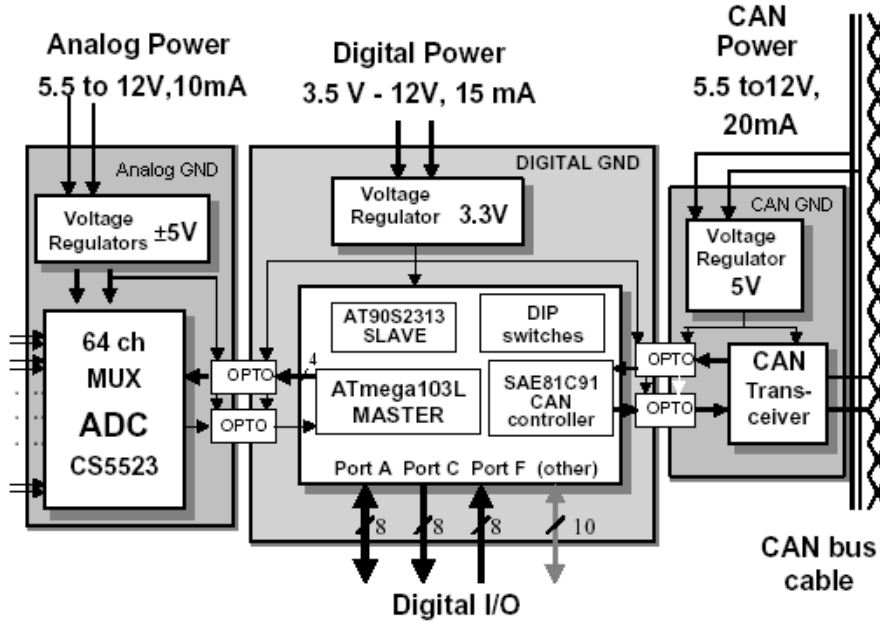 Analog Power
5.5 to 12V,10mA
Digital Power
3.5 V - 12V, 15 mA
CAN
Power
5.5 to12V,
20mA
Analog GND
Voltage
Regulators ±5V
64 ch
MUX
ADC
CS5523
DIGITAL GND
Voltage
Regulator 3.3V
AT90S2313
SLAVE
DIP
switches
OPTO
4
OPTO
ATmega103L
MASTER
SAE81C91
CAN
controller
Port A Port C Port F (other)
8 8 8 10
Digital I/O
CAN GND
Voltage
Regulator
5V
OPTO
OPTO
CAN
Trans-
ceiver
CAN bus
cable